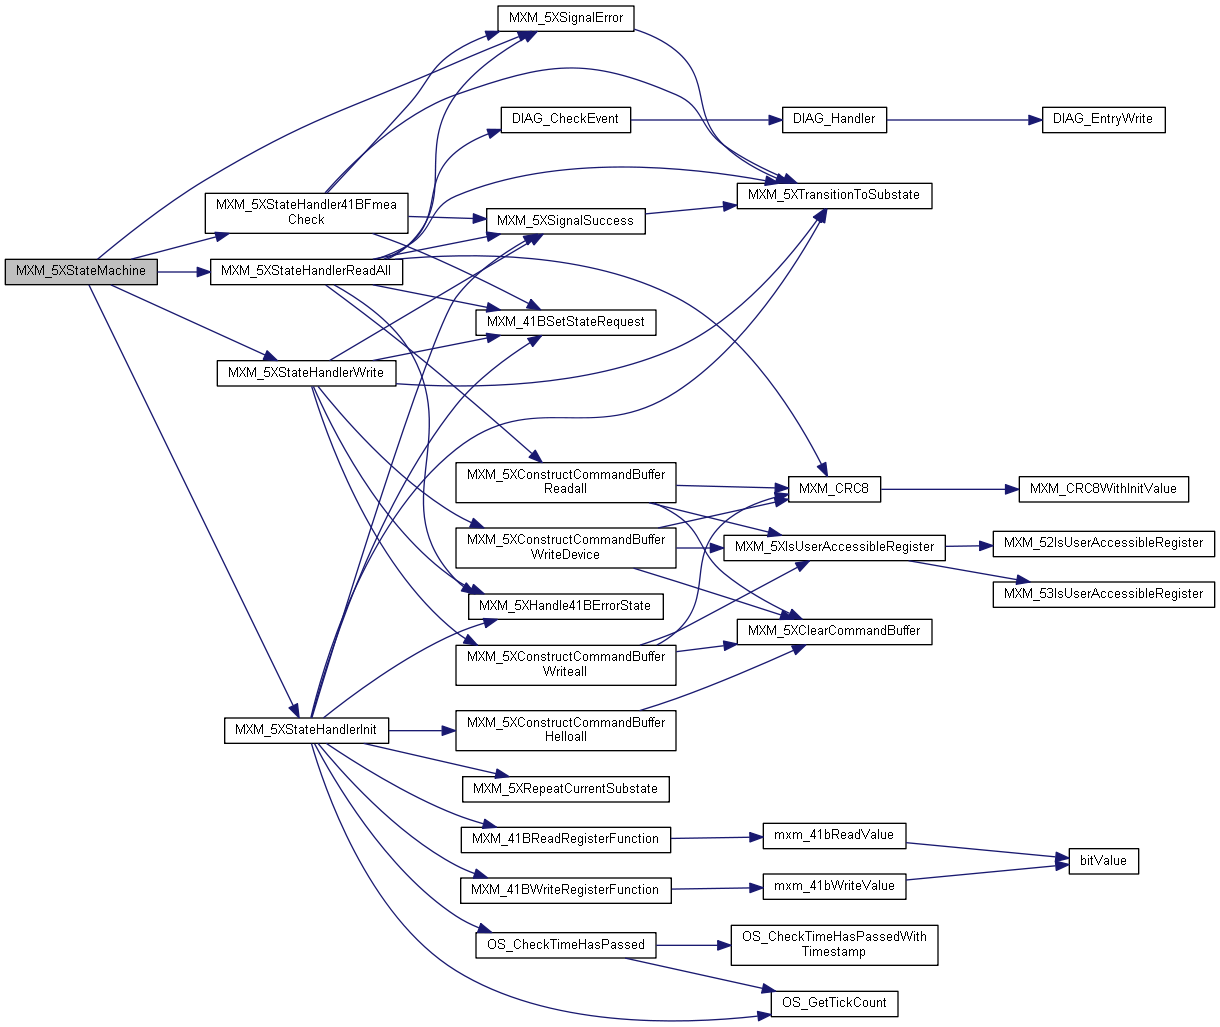 MXM_5XSignalError
DIAG_CheckEvent
DIAG_Handler
DIAG_EntryWrite
MXM_5XStateHandler41BFmea
Check
MXM_5XTransitionToSubstate
MXM_5XSignalSuccess
MXM_5XStateMachine
MXM_5XStateHandlerReadAll
MXM_41BSetStateRequest
MXM_5XStateHandlerWrite
MXM_5XConstructCommandBuffer
Readall
MXM_CRC8
MXM_CRC8WithInitValue
MXM_5XConstructCommandBuffer
WriteDevice
MXM_5XIsUserAccessibleRegister
MXM_52IsUserAccessibleRegister
MXM_53IsUserAccessibleRegister
MXM_5XHandle41BErrorState
MXM_5XClearCommandBuffer
MXM_5XConstructCommandBuffer
Writeall
MXM_5XStateHandlerInit
MXM_5XConstructCommandBuffer
Helloall
MXM_5XRepeatCurrentSubstate
MXM_41BReadRegisterFunction
mxm_41bReadValue
bitValue
MXM_41BWriteRegisterFunction
mxm_41bWriteValue
OS_CheckTimeHasPassed
OS_CheckTimeHasPassedWith
Timestamp
OS_GetTickCount